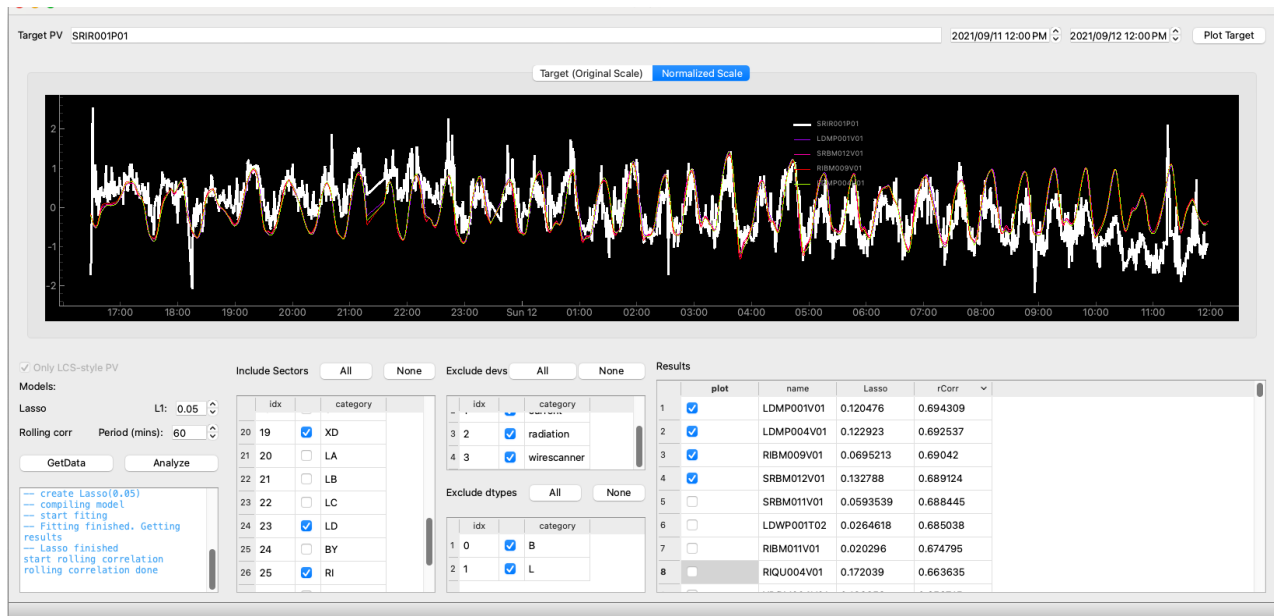 Target PV SRIR001P01 2021/09/11 12:00 PM 2021/09/12 12:00 PM Plot Target
Target (Original Scale) Normalized Scale
SRIR001P01
LDMP001V01
SRBM012V01
RIBM009V01
2
1
0
-1
-2
17:00 18:00 19:00 20:00 21:00 22:00 23:00 Sun 12 01:00 02:00 03:00 04:00 05:00 06:00 07:00 08:00 09:00 10:00 11:00 12:00
Only LCS-style PV
Models:
Lasso L1: 0.05
Rolling corr Period (mins): 60
GetData Analyze
-- create Lasso(0.05)
-- compiling model
-- start fiting
-- Fitting finished. Getting
results
-- Lasso finished
start rolling correlation
rolling correlation done
Include Sectors All None
idx category
20 19 XD
21 20 LA
22 21 LB
23 22 LC
24 23 LD
25 24 BY
26 25 RI
Exclude devs All None
idx category
3 2 radiation
4 3 wirescanner
Exclude dtypes All None
idx category
1 0 B
2 1 L
Results
plot name Lasso rCorr
1 LDMP001V01 0.120476 0.694309
2 LDMP004V01 0.122923 0.692537
3 RIBM009V01 0.0695213 0.69042
4 SRBM012V01 0.132788 0.689124
5 SRBM011V01 0.0593539 0.688445
6 LDWP001T02 0.0264618 0.685038
7 RIBM011V01 0.020296 0.674795
8 RIQU004V01 0.172039 0.663635